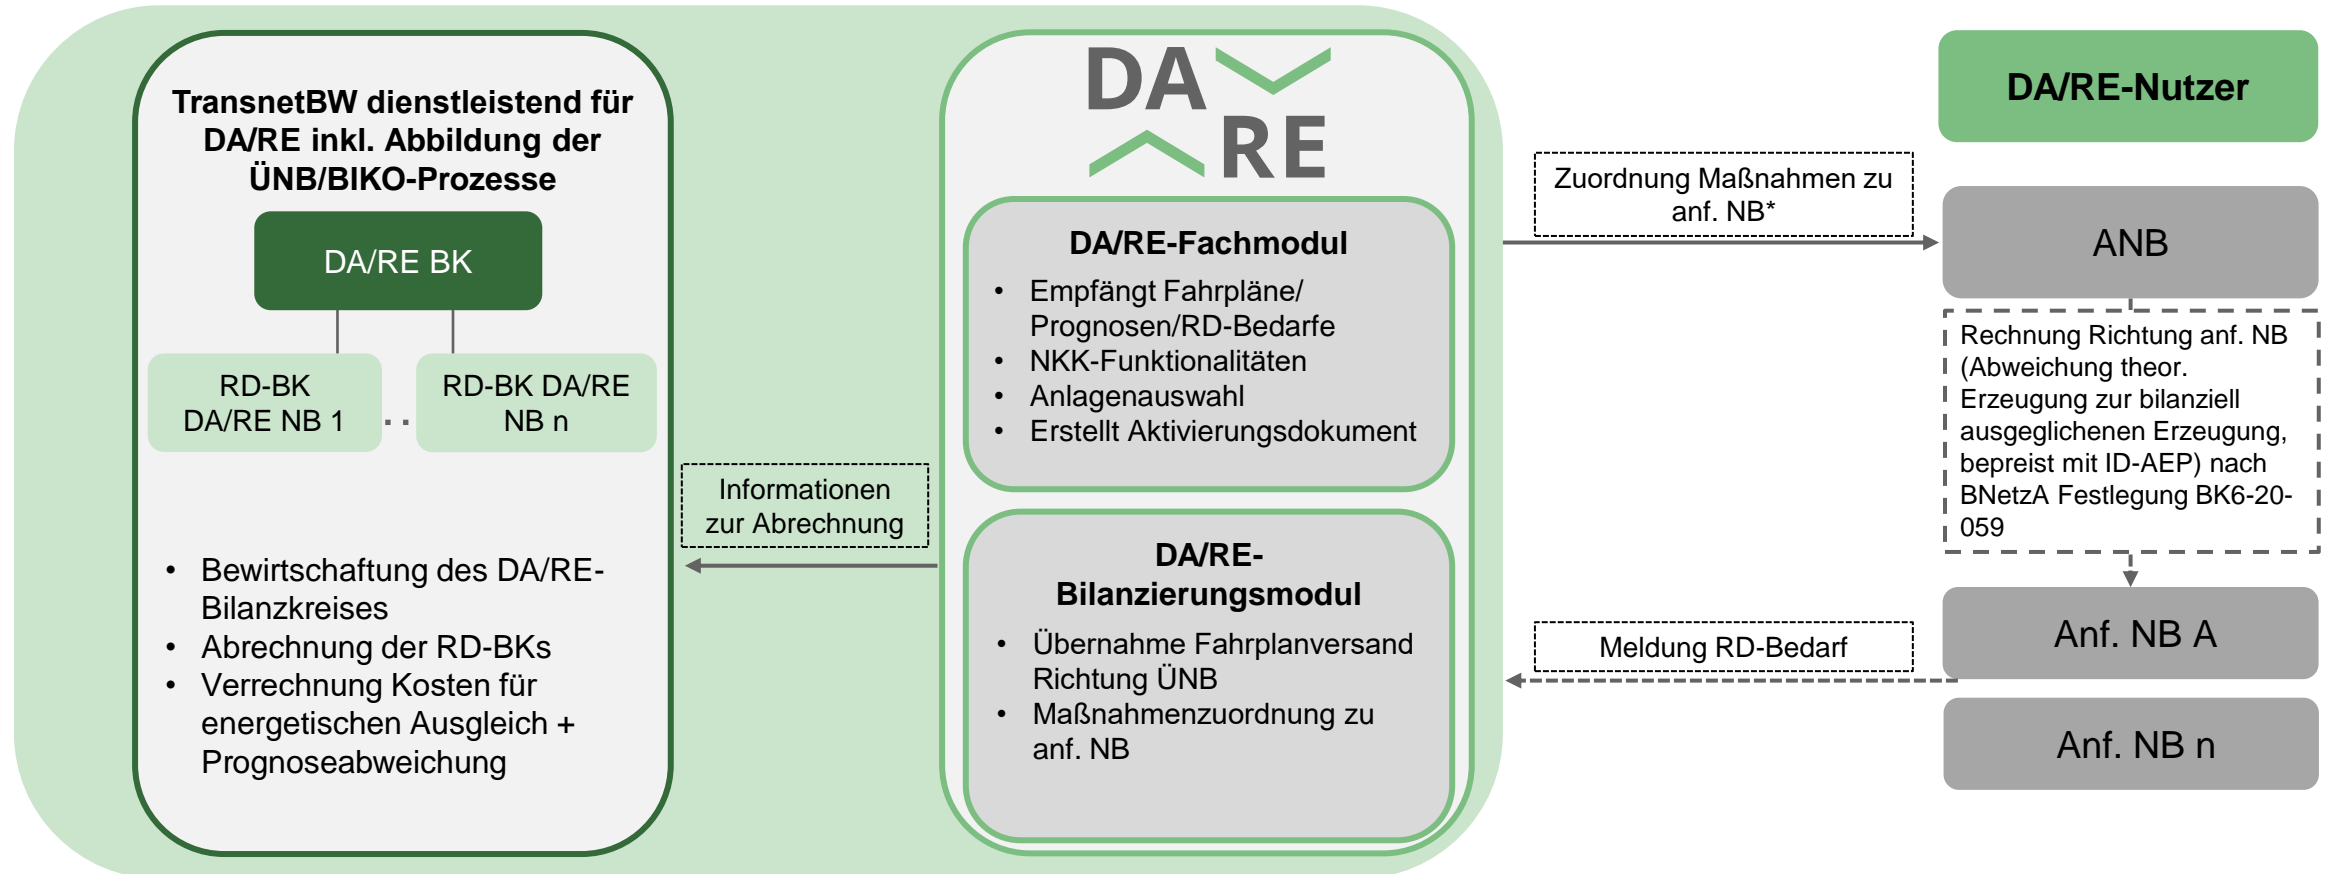 TransnetBW dienstleistend für
DA/RE inkl. Abbildung der
ÜNB/BIKO-Prozesse
DA/RE BK
RD-BK
DA/RE NB 1
. .
RD-BK DA/RE
NB n
• Bewirtschaftung des DA/RE-
Bilanzkreises
• Abrechnung der RD-BKs
• Verrechnung Kosten für
energetischen Ausgleich +
Prognoseabweichung
Informationen
zur Abrechnung
DA
RE
DA/RE-Fachmodul
• Empfängt Fahrpläne/
Prognosen/RD-Bedarfe
• NKK-Funktionalitäten
• Anlagenauswahl
• Erstellt Aktivierungsdokument
DA/RE-
Bilanzierungsmodul
• Übernahme Fahrplanversand
Richtung ÜNB
• Maßnahmenzuordnung zu
anf. NB
Zuordnung Maßnahmen zu
anf. NB*
Meldung RD-Bedarf
DA/RE-Nutzer
ANB
Rechnung Richtung anf. NB
(Abweichung theor.
Erzeugung zur bilanziell
ausgeglichenen Erzeugung,
bepreist mit ID-AEP) nach
BNetzA Festlegung BK6-20-
059
Anf. NB A
Anf. NB n